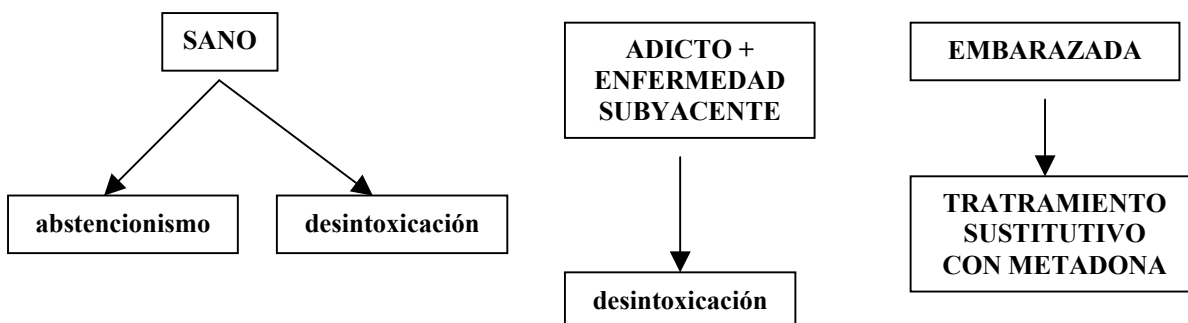 SANO
abstencionismo
desintoxicación
ADICTO +
ENFERMEDAD
SUBYACENTE
desintoxicación
EMBARAZADA
TRATRAMIENTO
SUSTITUTIVO
CON METADONA